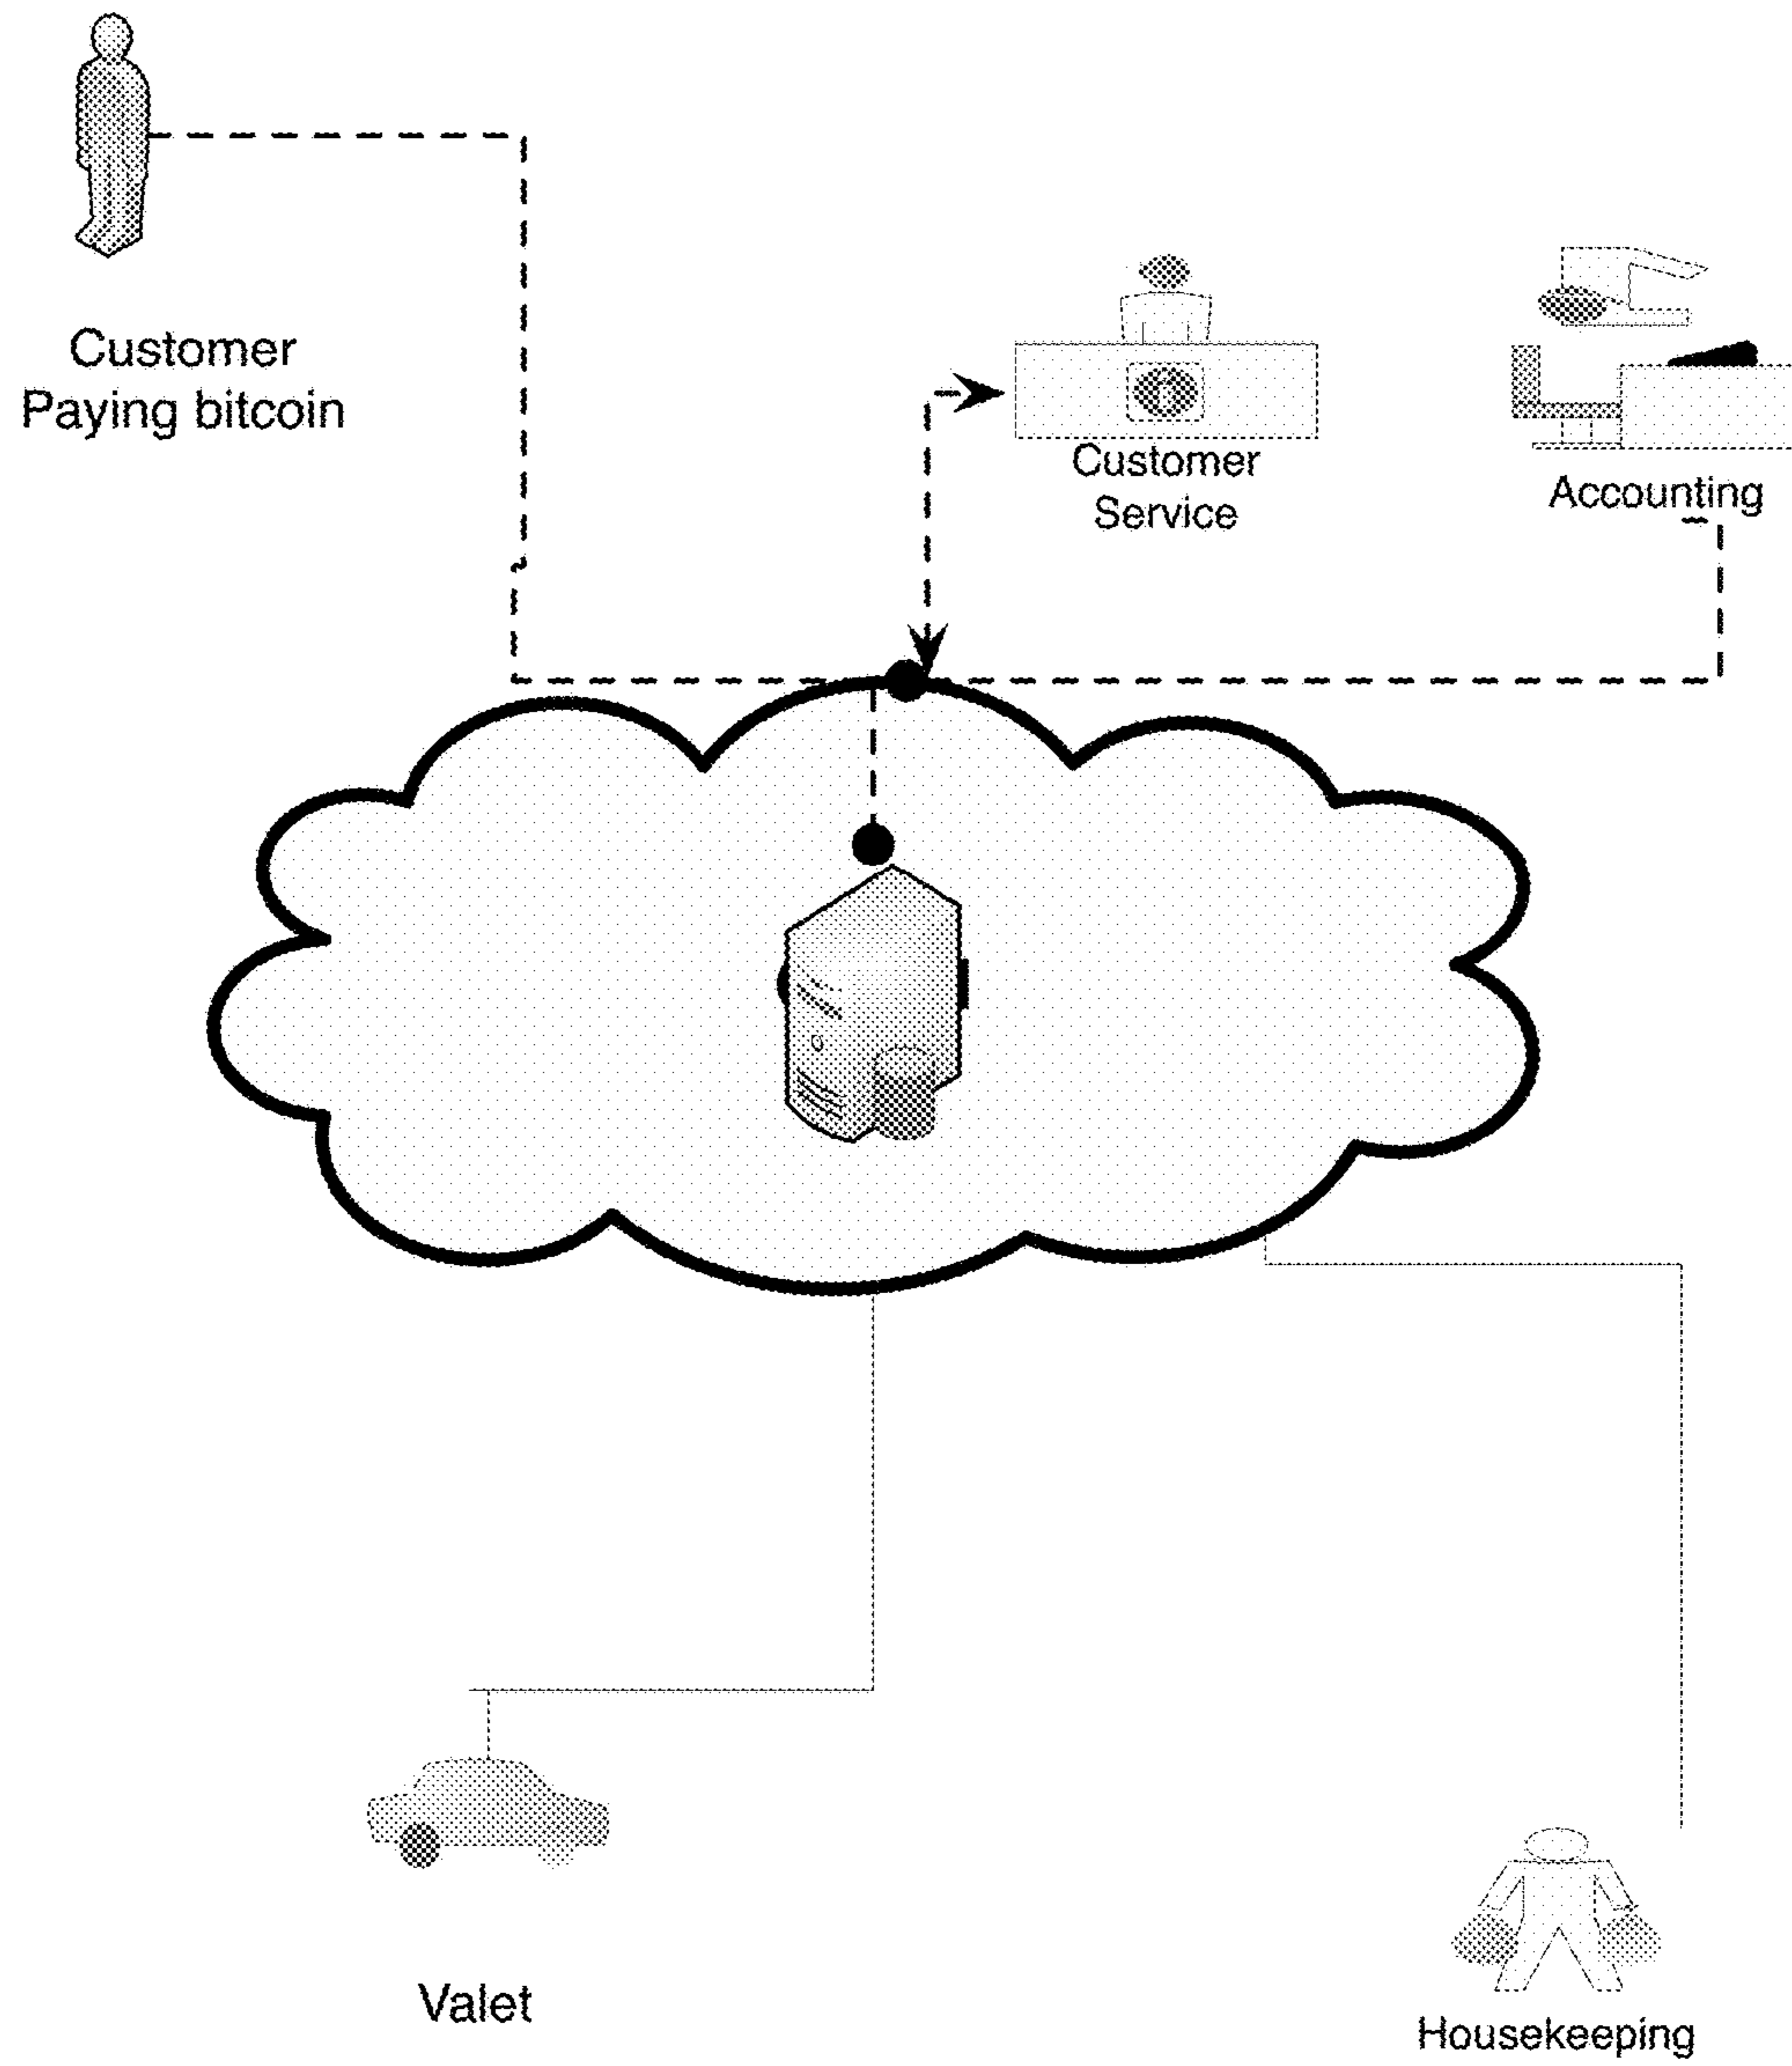 Customer
Paying bitcoin
Customer
Service
Accounting
Valet
Housekeeping